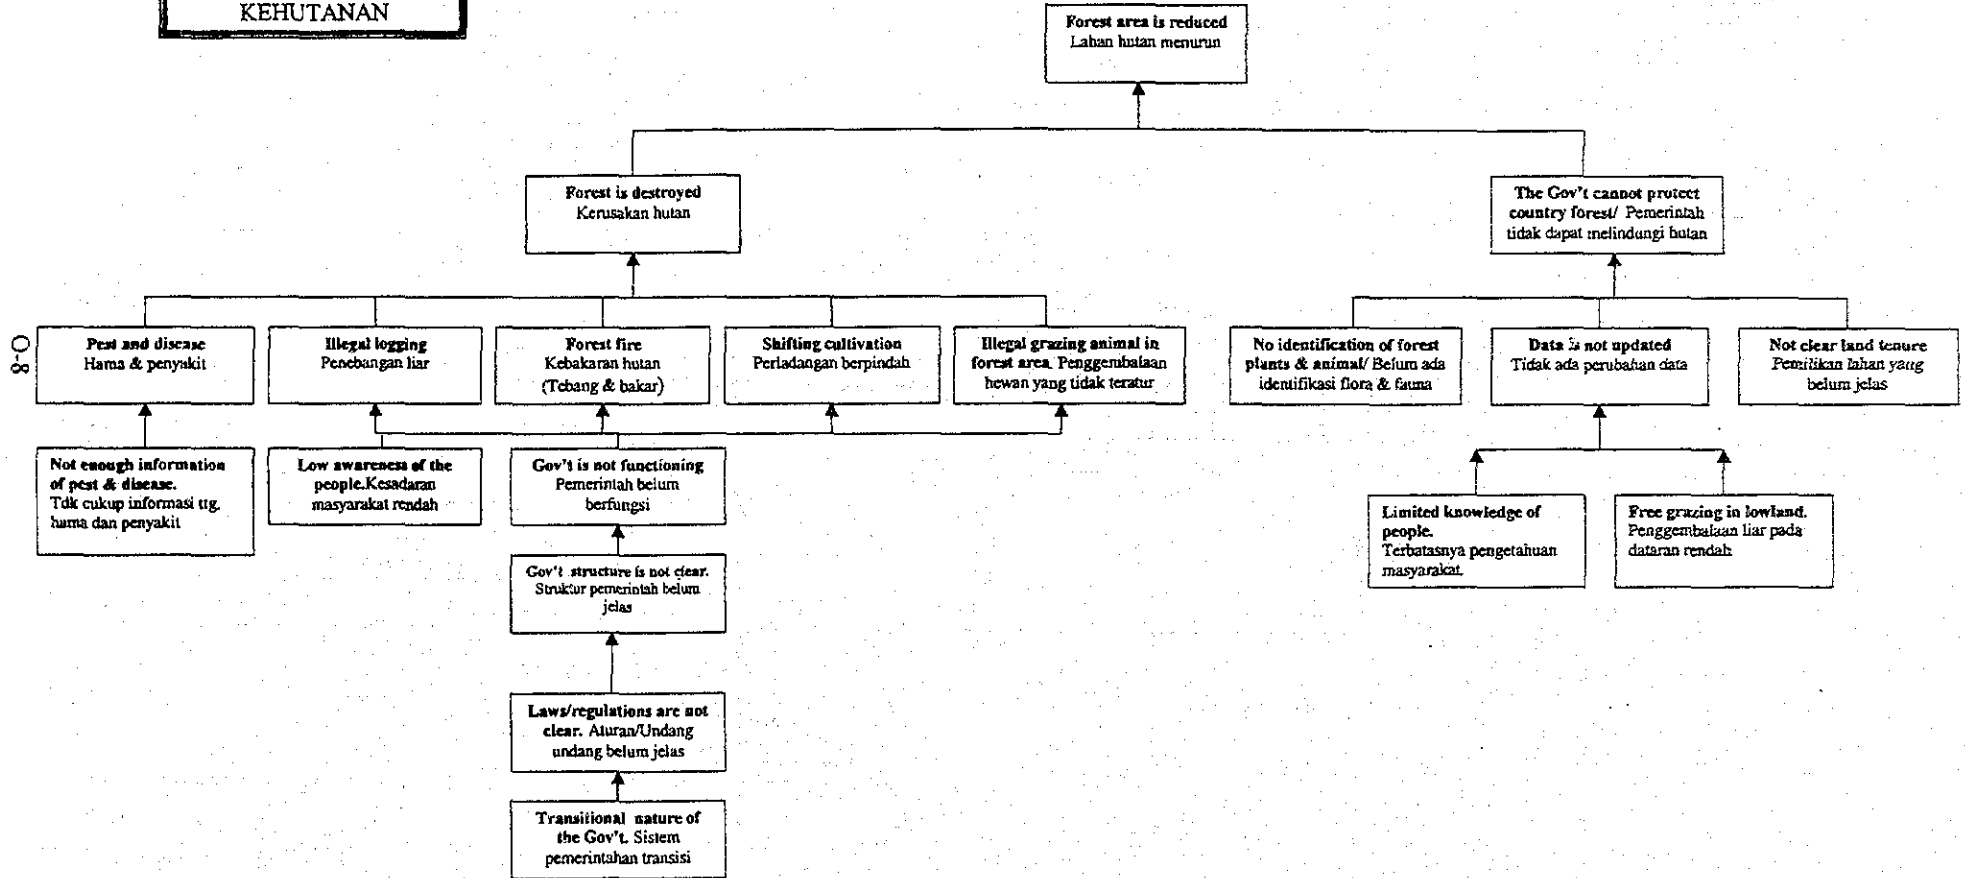 KEHUTANAN
Forest area is reduced
Lahan hutan menurun
Forest is destroyed
Kerusakan hutan
The Gov't cannot protect
country forest/ Pemerintah
tidak dapat melindungi hutan
O-8
Pest and disease
Hama & penyakit
Illegal logging
Penebangan liar
Forest fire
Kebakaran hutan
(Tebang & bakar)
Shifting cultivation
Perladangan berpindah
Illegal grazing animal in
forest area. Penggembalaan
hewan yang tidak teratur
No identification of forest
plants & animal/ Belum ada
identifikasi flora & fauna
Data is not updated
Tidak ada perubahan data
Not clear land tenure
Pemilikan lahan yang
belum jelas
Not enough information
of pest & disease.
Tdk cukup informasi ttg.
hama dan penyakit
Low awareness of the
people.Kesadaran
masyarakat rendah
Gov't is not functioning
Pemerintah belum
berfungsi
Limited knowledge of
people.
Terbatasnya pengetahuan
masyarakat.
Free grazing in lowland.
Penggembalaan liar pada
dataran rendah
Gov't structure is not clear.
Struktur pemerintah belum
jelas
Laws/regulations are not
clear. Aturan/Undang
undang belum jelas
Transitional nature of
the Gov't. Sistem
pemerintahan transisi